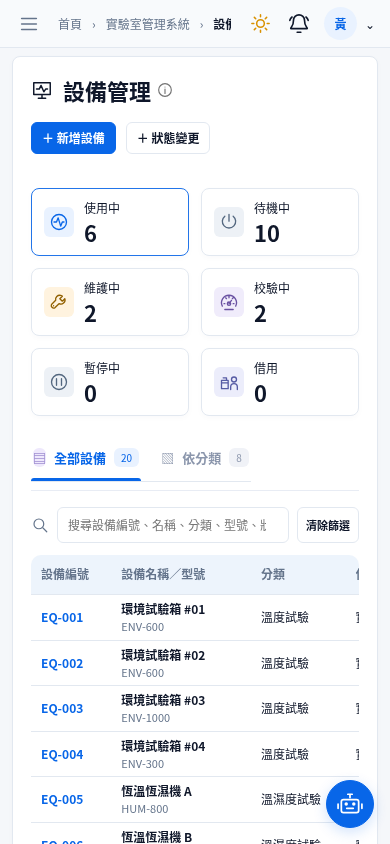 首頁 › 實驗室管理系統 ›
黃
設備管理
+ 新增設備
+ 狀態變更
使用中
6
待機中
10
維護中
2
校驗中
2
暫停中
0
借用
0
全部設備 20
依分類 8
搜尋設備編號、名稱、分類、型號、
清除篩選
設備編號 設備名稱／型號 分類
EQ-001 環境試驗箱 #01 溫度試驗
ENV-600
EQ-002 環境試驗箱 #02 溫度試驗
ENV-600
EQ-003 環境試驗箱 #03 溫度試驗
ENV-1000
EQ-004 環境試驗箱 #04 溫度試驗
ENV-300
EQ-005 恆溫恆濕機 A 溫濕度試驗
HUM-800
恆溫恆濕機 B